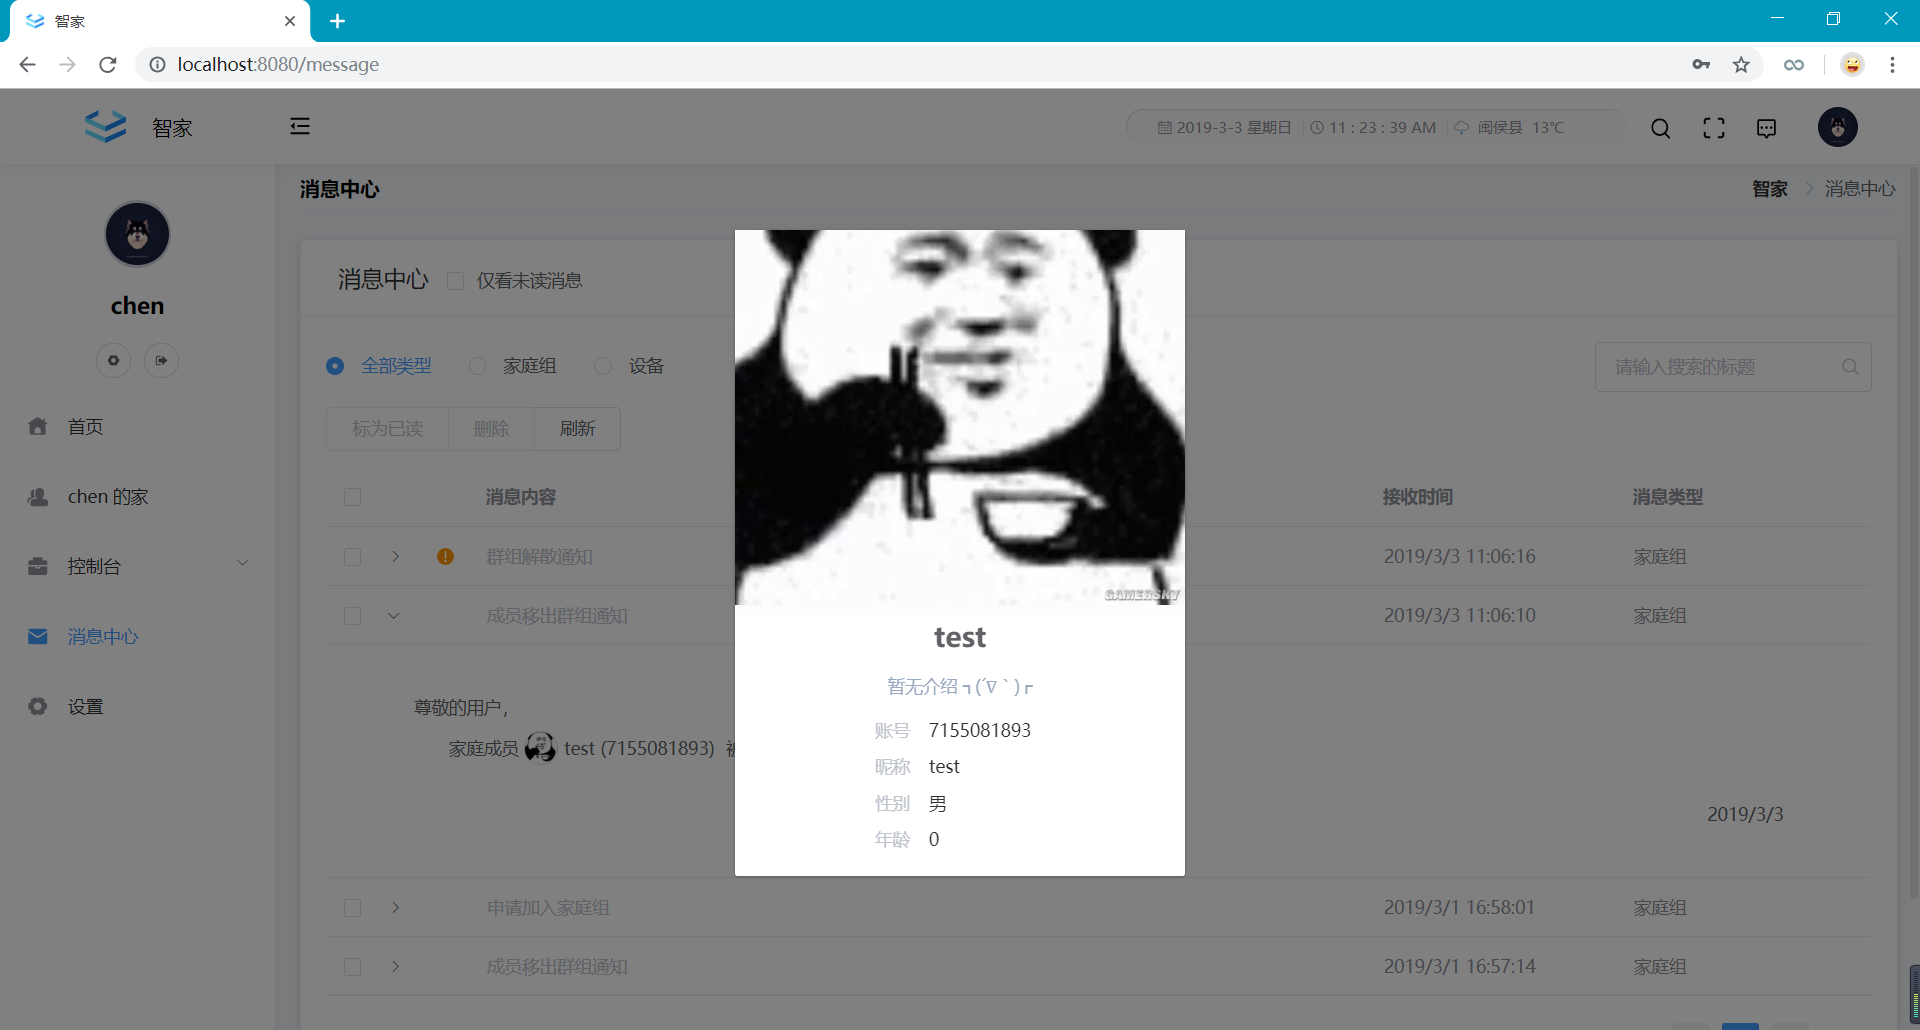 智家
localhost:8080/message
智家
2019-3-3 星期日
11 : 23 : 39 AM
闽侯县 13℃
消息中心
智家 消息中心
chen
首页
chen 的家
控制台
消息中心
设置
消息中心 仅看未读消息
全部类型 家庭组 设备
请输入搜索的标题
标为已读 删除 刷新
消息内容 接收时间 消息类型
群组解散通知 2019/3/3 11:06:16 家庭组
成员移出群组通知 2019/3/3 11:06:10 家庭组
尊敬的用户，
家庭成员 test (7155081893)
2019/3/3
申请加入家庭组 2019/3/1 16:58:01 家庭组
成员移出群组通知 2019/3/1 16:57:14 家庭组
GAMERSKY
test
暂无介绍 ┓(´∇｀)┏
账号 7155081893
昵称 test
性别 男
年龄 0